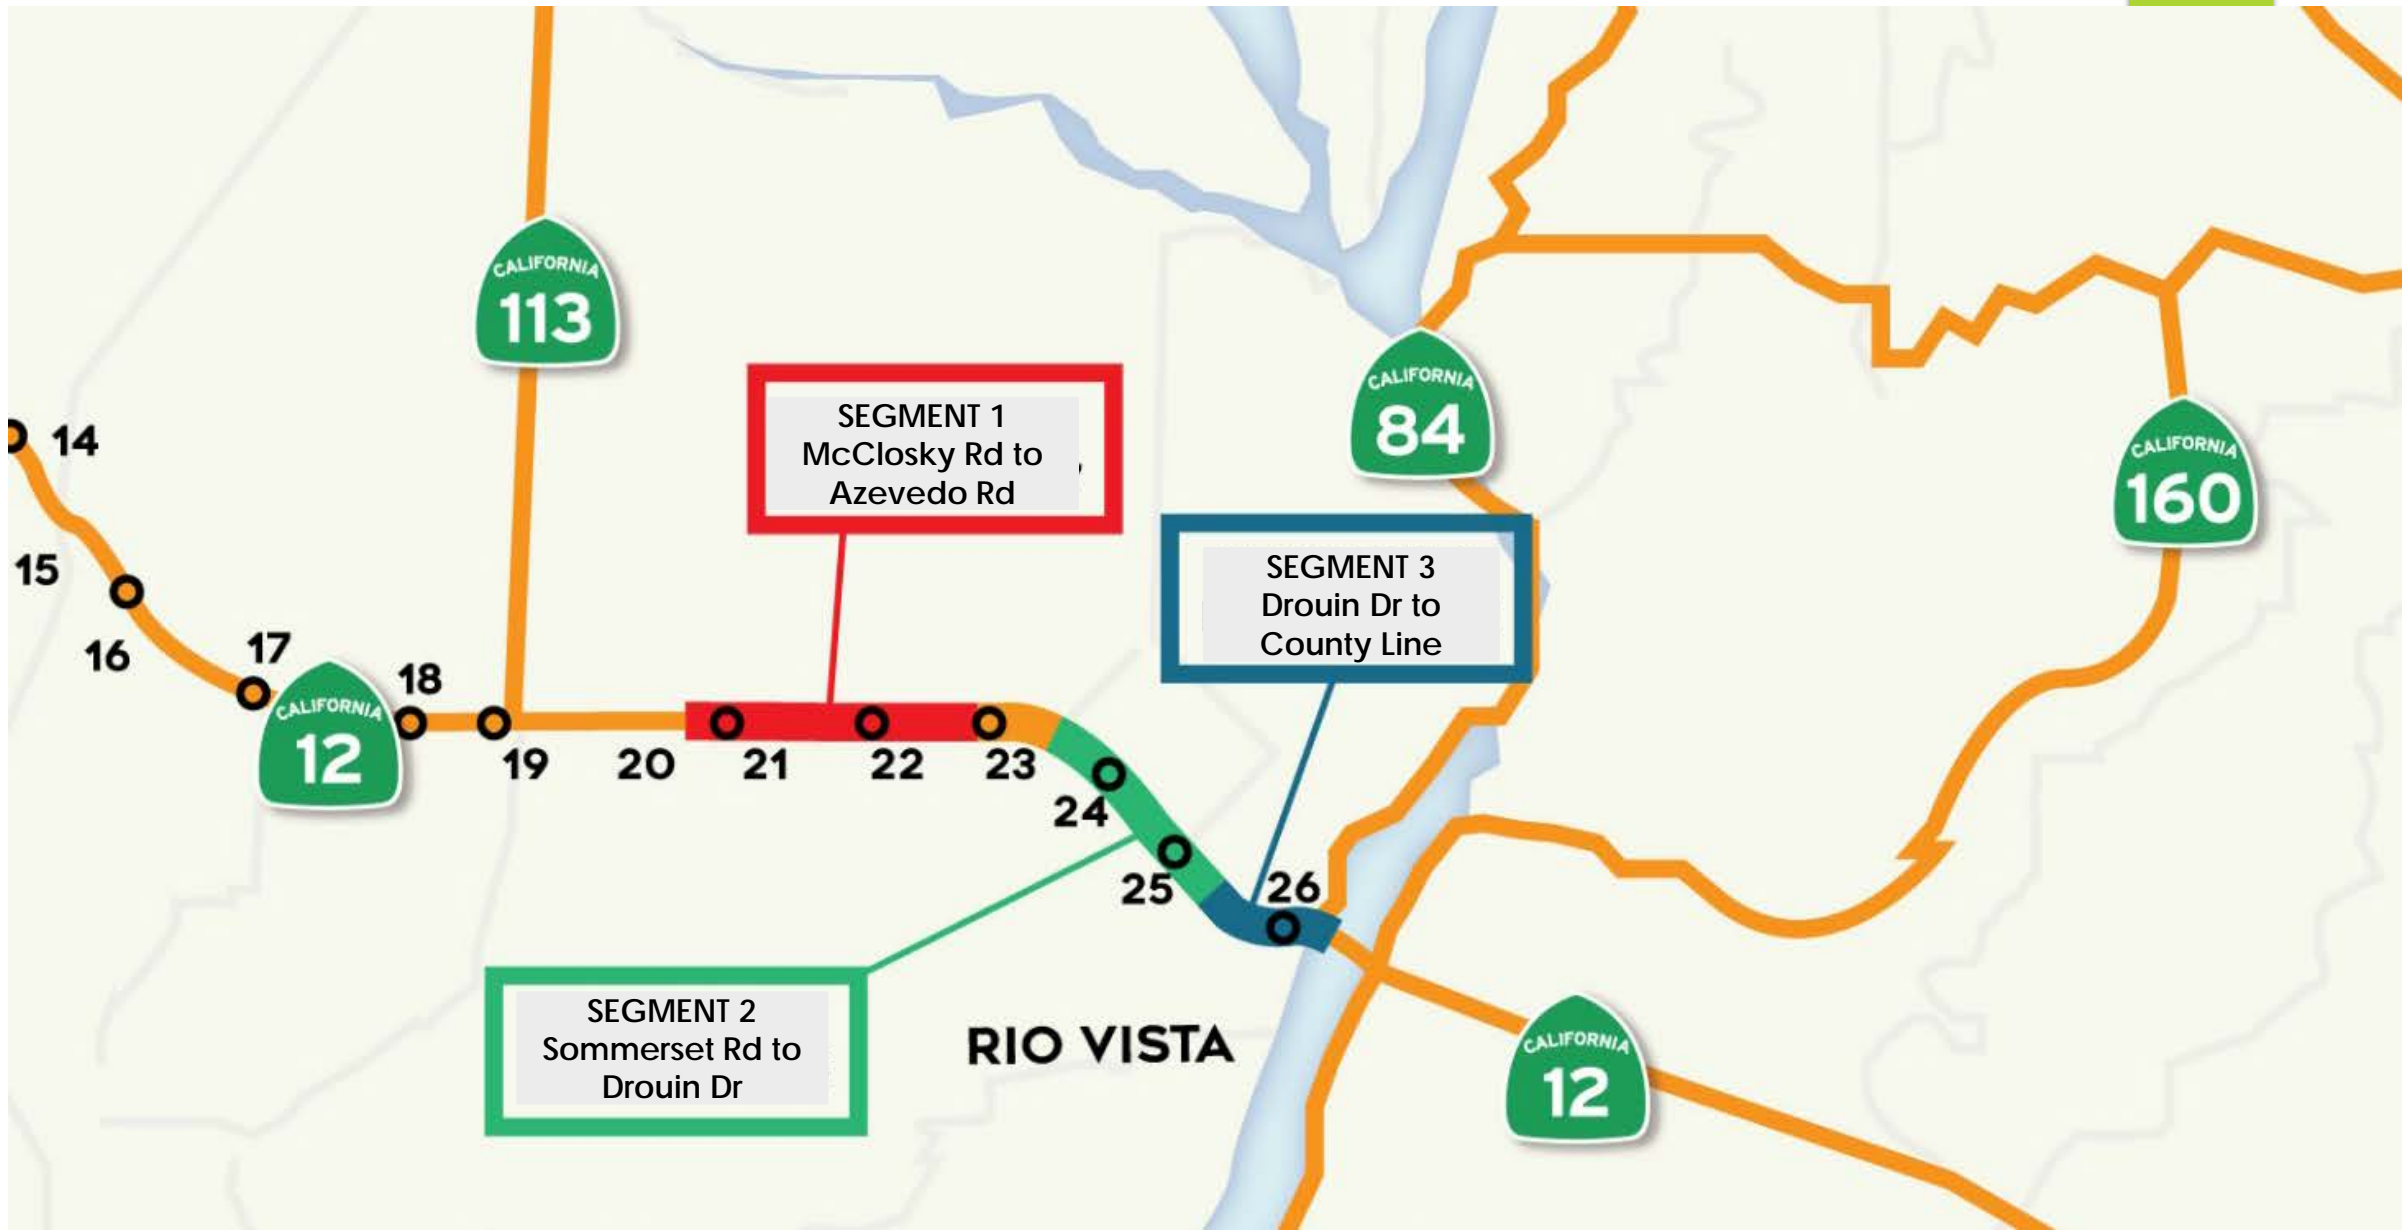 CALIFORNIA
113
14
15
16
17
CALIFORNIA
12
18
19
20
21
22
23
24
25
26
SEGMENT 1
McClosky Rd to
Azevedo Rd
CALIFORNIA
84
SEGMENT 3
Drouin Dr to
County Line
CALIFORNIA
160
SEGMENT 2
Sommerset Rd to
Drouin Dr
RIO VISTA
CALIFORNIA
12